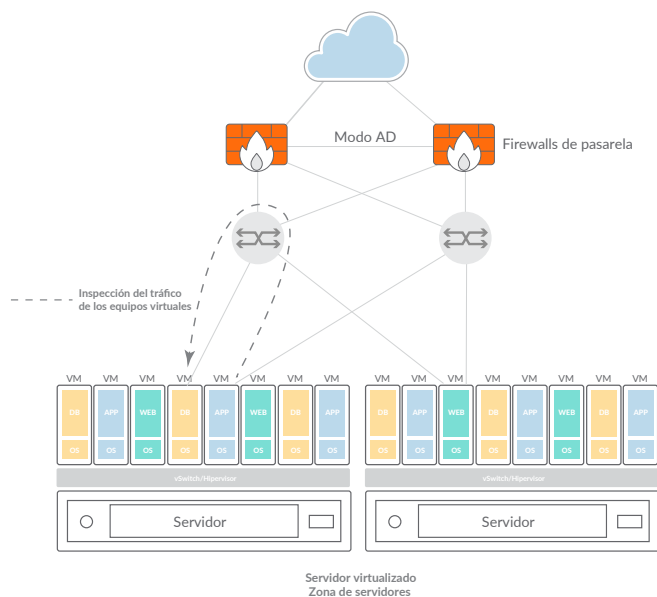 Modo AD
Firewalls de pasarela
Inspección del tráfico
de los equipos virtuales
VM VM VM VM VM VM VM VM
VM VM VM VM VM VM VM VM
DB APP WEB DB APP WEB DB APP
DB APP WEB DB APP WEB DB APP
OS OS OS OS OS OS OS OS
OS OS OS OS OS OS OS OS
vSwitch/Hipervisor
vSwitch/Hipervisor
Servidor
Servidor
Servidor virtualizado
Zona de servidores